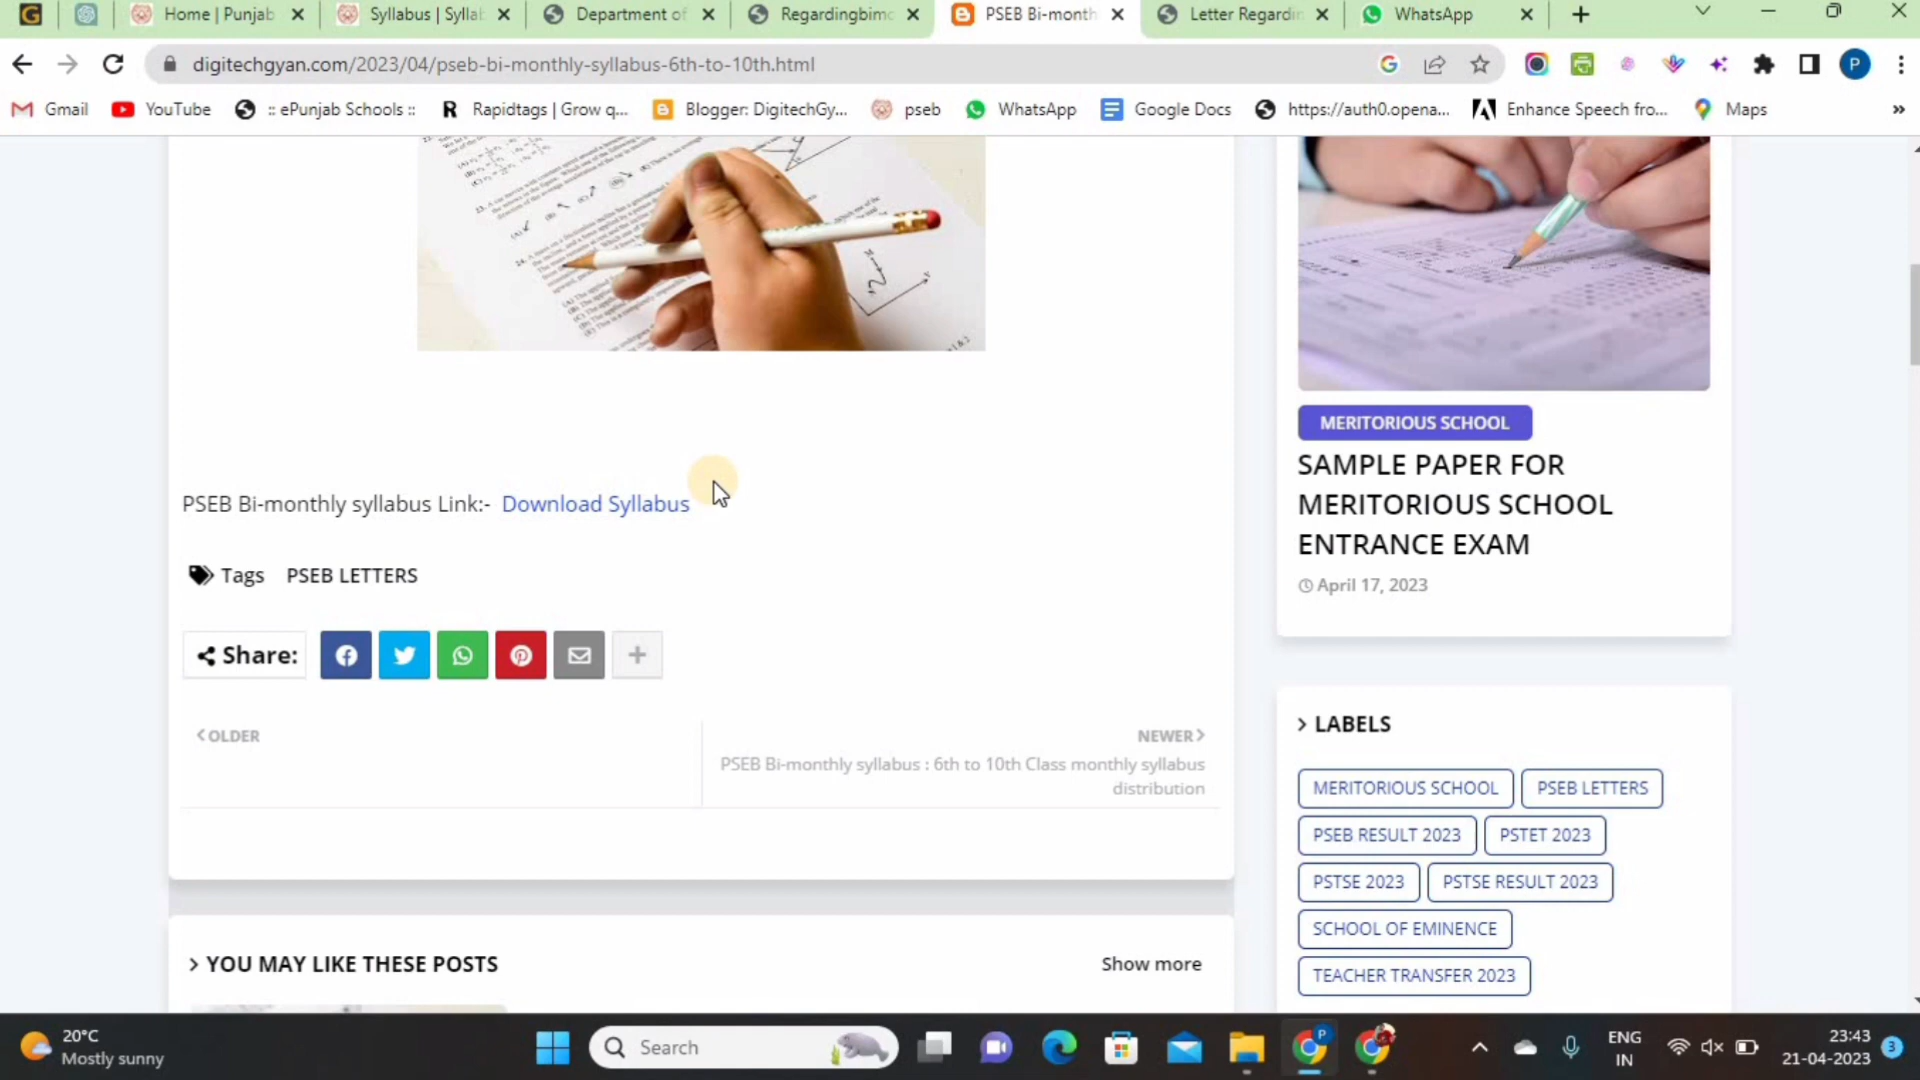 Home | Punjab
Syllabus | Syllab
Department of
Regardingbimo
PSEB Bi-month
Letter Regardin
WhatsApp
digitechgyan.com/2023/04/pseb-bi-monthly-syllabus-6th-to-10th.html
P
Gmail
YouTube
:: ePunjab Schools ::
Rapidtags | Grow q...
Blogger: DigitechGy...
pseb
WhatsApp
Google Docs
https://auth0.opena...
Enhance Speech fro...
Maps
PSEB Bi-monthly syllabus Link:- Download Syllabus
Tags PSEB LETTERS
Share:
OLDER
NEWER
PSEB Bi-monthly syllabus : 6th to 10th Class monthly syllabus
distribution
YOU MAY LIKE THESE POSTS
Show more
MERITORIOUS SCHOOL
SAMPLE PAPER FOR
MERITORIOUS SCHOOL
ENTRANCE EXAM
April 17, 2023
LABELS
MERITORIOUS SCHOOL
PSEB LETTERS
PSEB RESULT 2023
PSTET 2023
PSTSE 2023
PSTSE RESULT 2023
SCHOOL OF EMINENCE
TEACHER TRANSFER 2023
20°C
Mostly sunny
Search
ENG
IN
23:43
21-04-2023
3